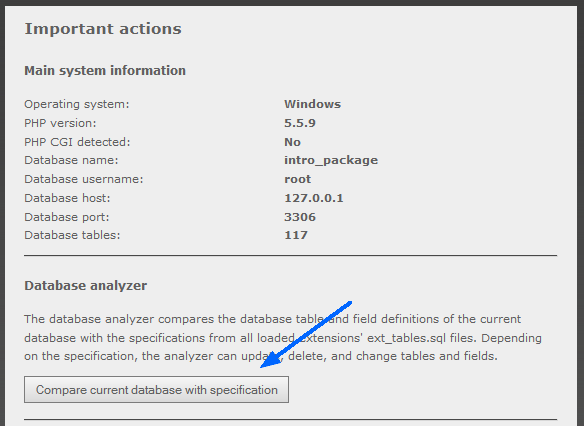 Important actions
Main system information
Operating system: Windows
PHP version: 5.5.9
PHP CGI detected: No
Database name: intro_package
Database username: root
Database host: 127.0.0.1
Database port: 3306
Database tables: 117
Database analyzer
The database analyzer compares the database table and field definitions of the current
database with the specifications from all loaded extensions' ext_tables.sql files. Depending
on the specification, the analyzer can update, delete, and change tables and fields.
Compare current database with specification